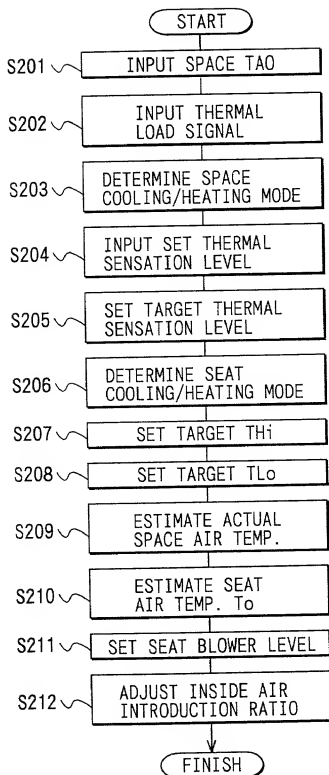 START
S201 INPUT SPACE TAO
S202 INPUT THERMAL
LOAD SIGNAL
S203 DETERMINE SPACE
COOLING/HEATING MODE
S204 INPUT SET THERMAL
SENSATION LEVEL
S205 SET TARGET THERMAL
SENSATION LEVEL
S206 DETERMINE SEAT
COOLING/HEATING MODE
S207 SET TARGET THi
S208 SET TARGET TLo
S209 ESTIMATE ACTUAL
SPACE AIR TEMP.
S210 ESTIMATE SEAT
AIR TEMP. To
S211 SET SEAT BLOWER LEVEL
S212 ADJUST INSIDE AIR
INTRODUCTION RATIO
FINISH